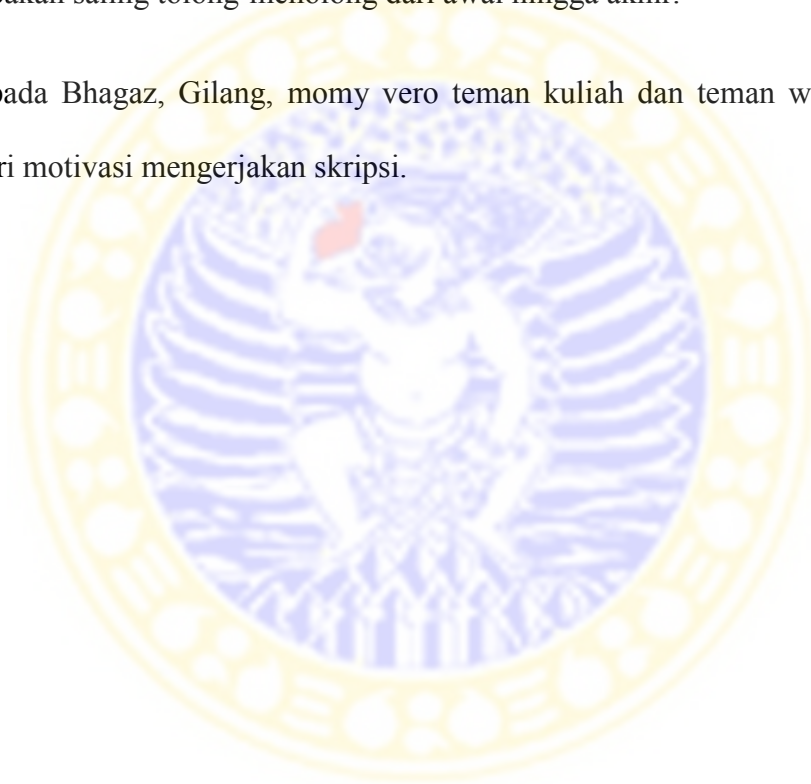 saling tolong menolong dari awal hingga akhir.
pada Bhagaz, Gilang, momy vero teman kuliah dan teman w
ri motivasi mengerjakan skripsi.